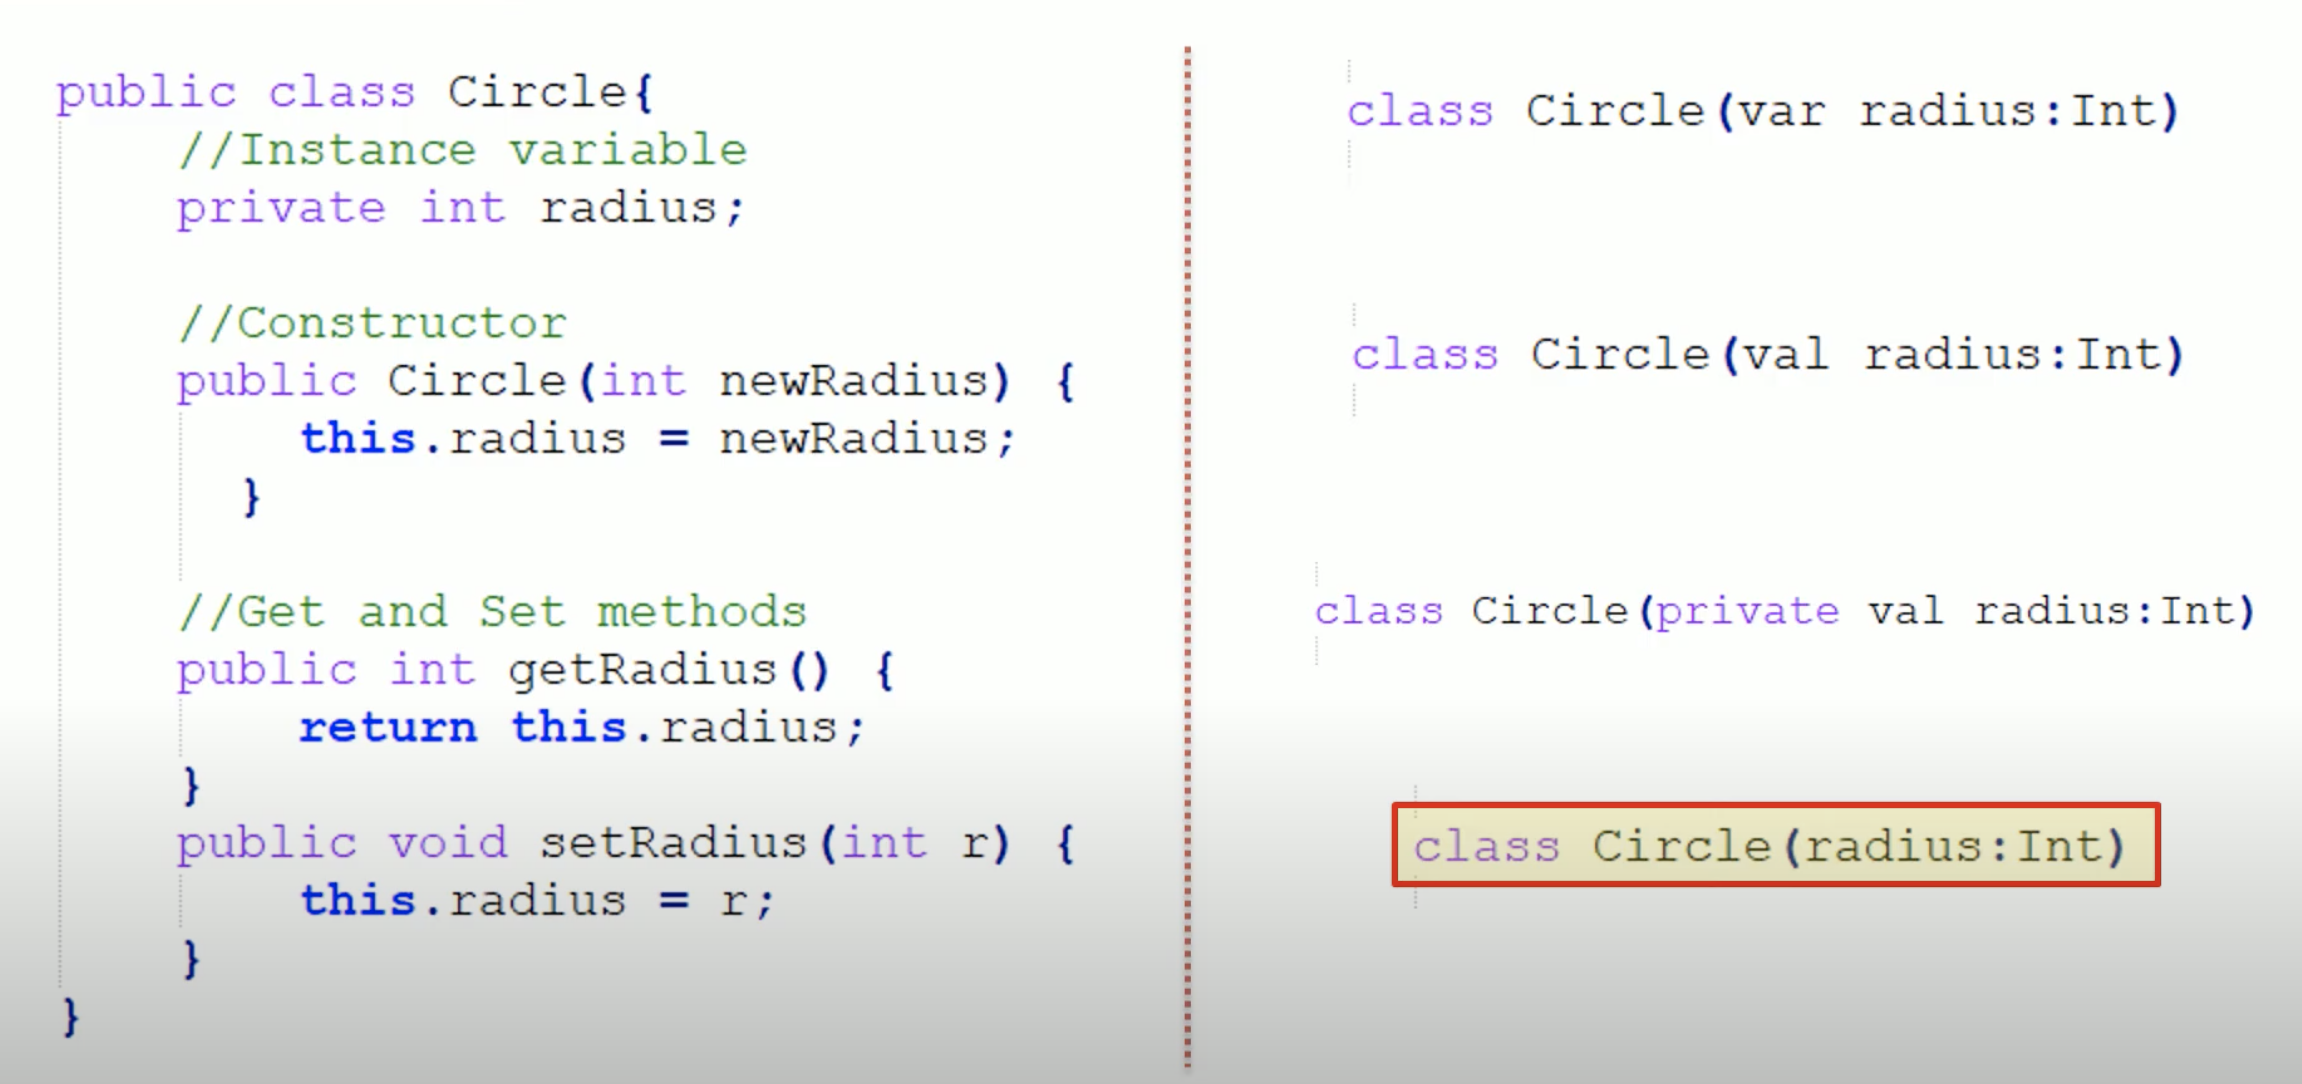 public class Circle{
//Instance variable
private int radius;
//Constructor
public Circle(int newRadius) {
this.radius = newRadius;
}
//Get and Set methods
public int getRadius() {
return this.radius;
}
public void setRadius(int r) {
this.radius = r;
}
}
class Circle(var radius:Int)
class Circle(val radius:Int)
class Circle(private val radius:Int)
class Circle(radius:Int)